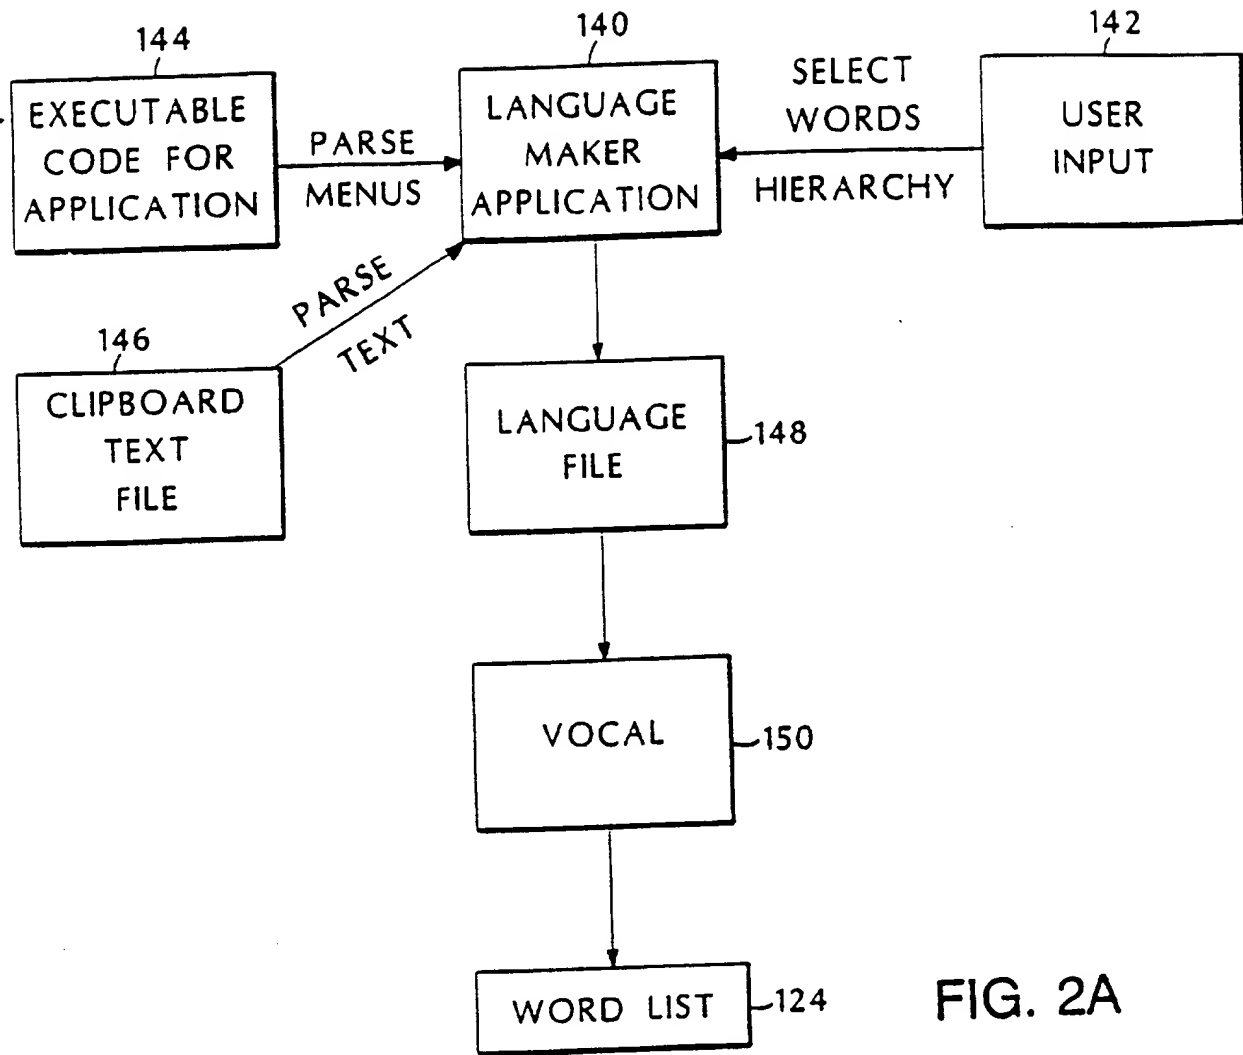 144
EXECUTABLE
CODE FOR
APPLICATION
PARSE
MENUS
140
LANGUAGE
MAKER
APPLICATION
SELECT
WORDS
HIERARCHY
142
USER
INPUT
146
CLIPBOARD
TEXT
FILE
PARSE
TEXT
LANGUAGE
FILE
148
VOCAL
150
WORD LIST
124
FIG. 2A